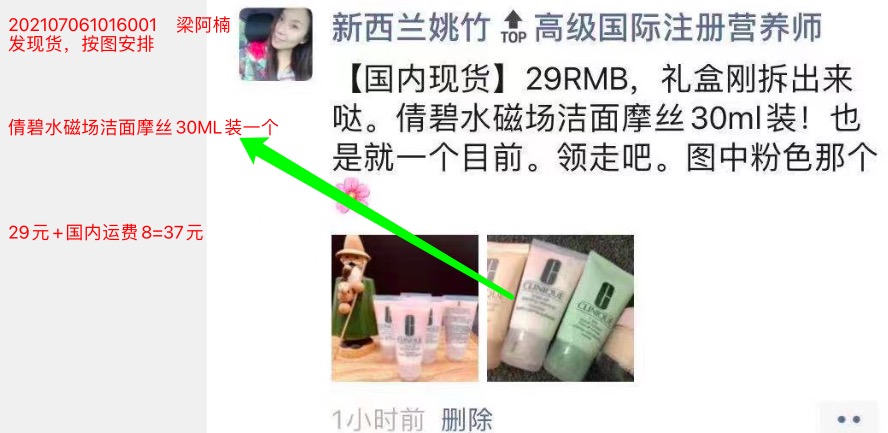 202107061016001 梁阿楠
发现货，按图安排
倩碧水磁场洁面摩丝30ML装一个
29元+国内运费8=37元
新西兰姚竹 TOP 高级国际注册营养师
【国内现货】29RMB，礼盒刚拆出来
哒。倩碧水磁场洁面摩丝30ml装！也
是就一个目前。领走吧。图中粉色那个
CLINIQUE
CLINIQUE
1小时前 删除